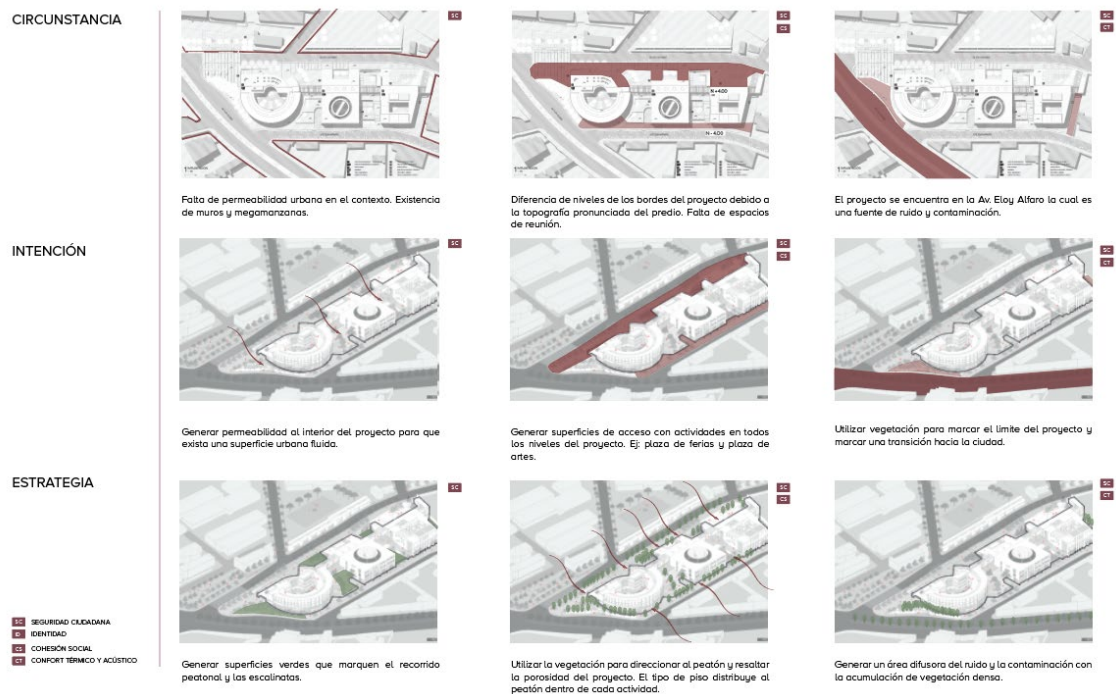 CIRCUNSTANCIA
SC
SC
CS
SC
CT
N +4.00
N -4.00
Falta de permeabilidad urbana en el contexto. Existencia
de muros y megamanzanas.
Diferencia de niveles de los bordes del proyecto debido a
la topografía pronunciada del predio. Falta de espacios
de reunión.
El proyecto se encuentra en la Av. Eloy Alfaro la cual es
una fuente de ruido y contaminación.
INTENCIÓN
SC
SC
CS
SC
CT
Generar permeabilidad al interior del proyecto para que
exista una superficie urbana fluida.
Generar superficies de acceso con actividades en todos
los niveles del proyecto. Ej: plaza de ferias y plaza de
artes.
Utilizar vegetación para marcar el limite del proyecto y
marcar una transición hacia la ciudad.
ESTRATEGIA
SC
SC
CS
SC
CT
SC SEGURIDAD CIUDADANA
ID IDENTIDAD
CS COHESIÓN SOCIAL
CT CONFORT TÉRMICO Y ACÚSTICO
Generar superficies verdes que marquen el recorrido
peatonal y las escalinatas.
Utilizar la vegetación para direccionar al peatón y resaltar
la porosidad del proyecto. El tipo de piso distribuye al
peatón dentro de cada actividad.
Generar un área difusora del ruido y la contaminación con
la acumulación de vegetación densa.